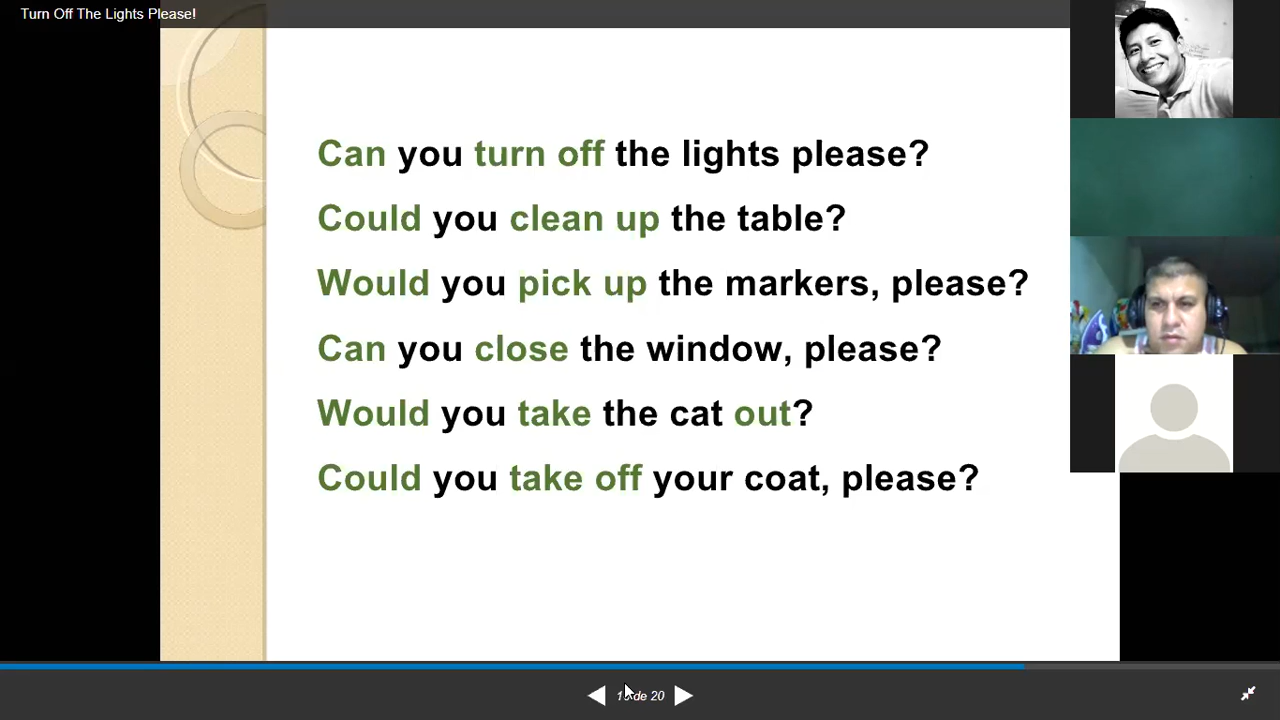 Turn Off The Lights Please!
Can you turn off the lights please?
Could you clean up the table?
Would you pick up the markers, please?
Can you close the window, please?
Would you take the cat out?
Could you take off your coat, please?
de 20